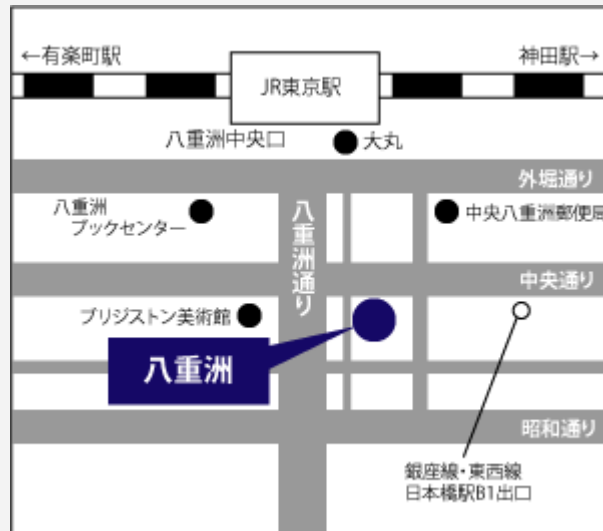 ←有楽町駅
神田駅→
JR東京駅
八重洲中央口
大丸
外堀通り
八重洲
ブックセンター
八重洲通り
中央八重洲郵便局
中央通り
ブリジストン美術館
八重洲
昭和通り
銀座線・東西線
日本橋駅B1出口